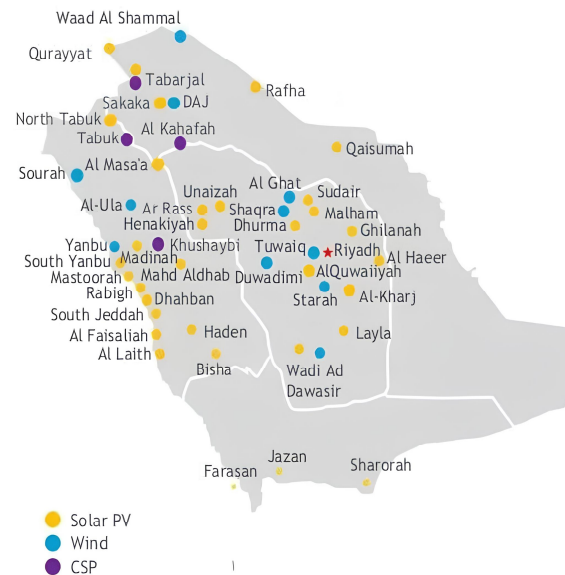 Waad Al Shammal
Qurayyat
Tabarjal
Rafha
Sakaka DAJ
North Tabuk
Al Kahafah
Tabuk
Qaisumah
Al Masa'a
Sourah
Al Ghat
Unaizah
Sudair
Al-Ula
Ar Rass
Shaqra
Malham
Henakiyah
Dhurma
Ghilanah
Yanbu
Khushaybi
Tuwaiq
Riyadh
Madinah
Al Haeer
South Yanbu
Mastoorah
Mahd Aldhab
Duwadimi
AlQuwaiiyah
Rabigh
Dhahban
Starah
Al-Kharj
South Jeddah
Al Faisaliah
Haden
Layla
Al Laith
Bisha
Wadi Ad
Dawasir
Jazan
Farasan
Sharorah
Solar PV
Wind
CSP